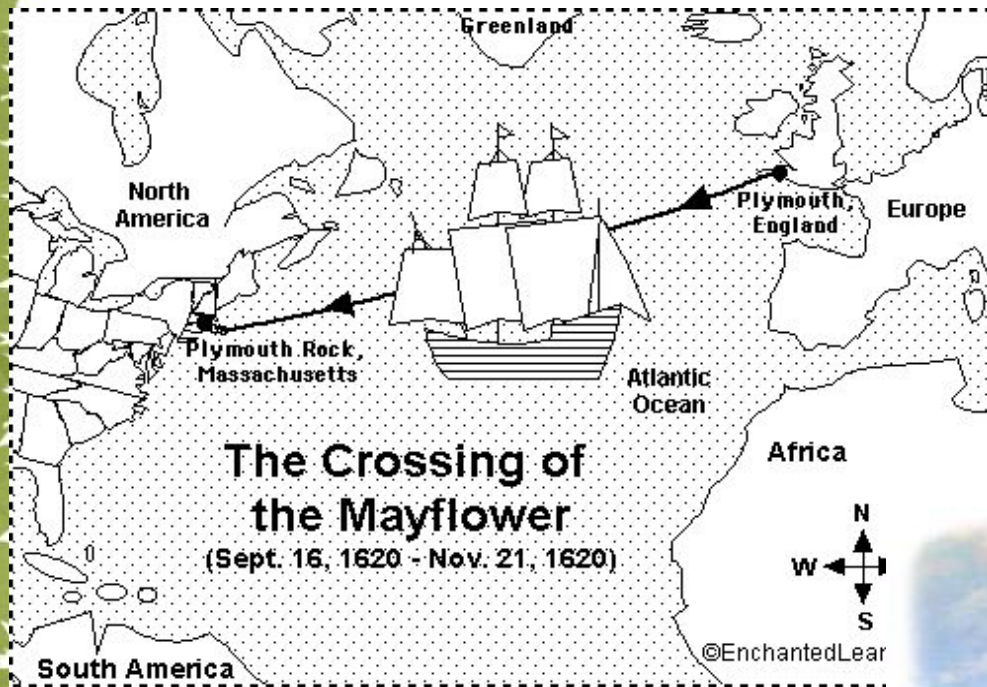 Greenland
North
America
Plymouth,
England
Europe
Plymouth Rock,
Massachusetts
Atlantic
Ocean
The Crossing of
the Mayflower
(Sept. 16, 1620 - Nov. 21, 1620)
Africa
N
W
S
©EnchantedLear
South America